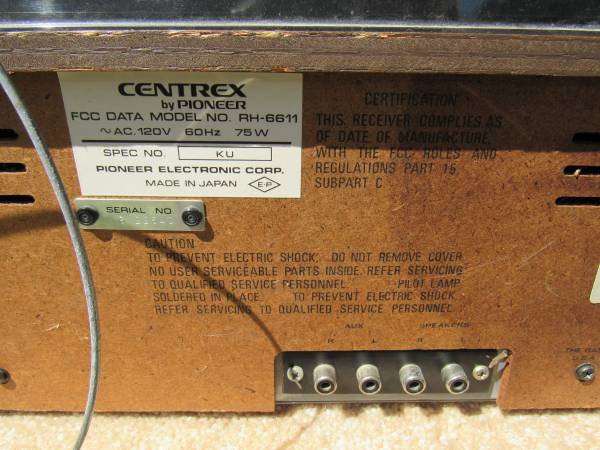 CENTREX
by PIONEER
FCC DATA MODEL NO. RH-6611
~ AC. 120V 60Hz 75W
SPEC NO. KU
PIONEER ELECTRONIC CORP.
MADE IN JAPAN E-P
SERIAL NO.
CERTIFICATION
THIS RECEIVER COMPLIES AS
OF DATE OF MANUFACTURE.
WITH THE FCC RULES AND
REGULATIONS PART 15
SUBPART C
CAUTION
TO PREVENT ELECTRIC SHOCK, DO NOT REMOVE COVER
NO USER SERVICEABLE PARTS INSIDE. REFER SERVICING
TO QUALIFIED SERVICE PERSONNEL. PILOT LAMP
SOLDERED IN PLACE. TO PREVENT ELECTRIC SHOCK,
REFER SERVICING TO QUALIFIED SERVICE PERSONNEL
AUX SPEAKERS
R L R L
THE